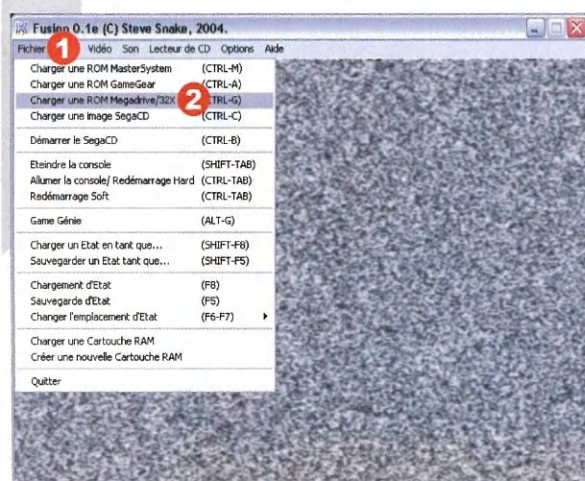 Fusion 0.1e (C) Steve Snake, 2004.
Fichier 1 Vidéo Son Lecteur de CD Options Aide
Charger une ROM MasterSystem (CTRL-M)
Charger une ROM GameGear (CTRL-A)
Charger une ROM Megadrive/32X 2 CTRL-G)
Charger une image SegaCD (CTRL-C)
Démarrer le SegaCD (CTRL-B)
Eteindre la console (SHIFT-TAB)
Allumer la console/ Redémarrage Hard (CTRL-TAB)
Redémarrage Soft (CTRL-TAB)
Game Génie (ALT-G)
Charger un Etat en tant que... (SHIFT-F8)
Sauvegarder un Etat tant que... (SHIFT-F5)
Chargement d'Etat (F8)
Sauvegarde d'Etat (F5)
Changer l'emplacement d'Etat (F6-F7)
Charger une Cartouche RAM
Créer une nouvelle Cartouche RAM
Quitter